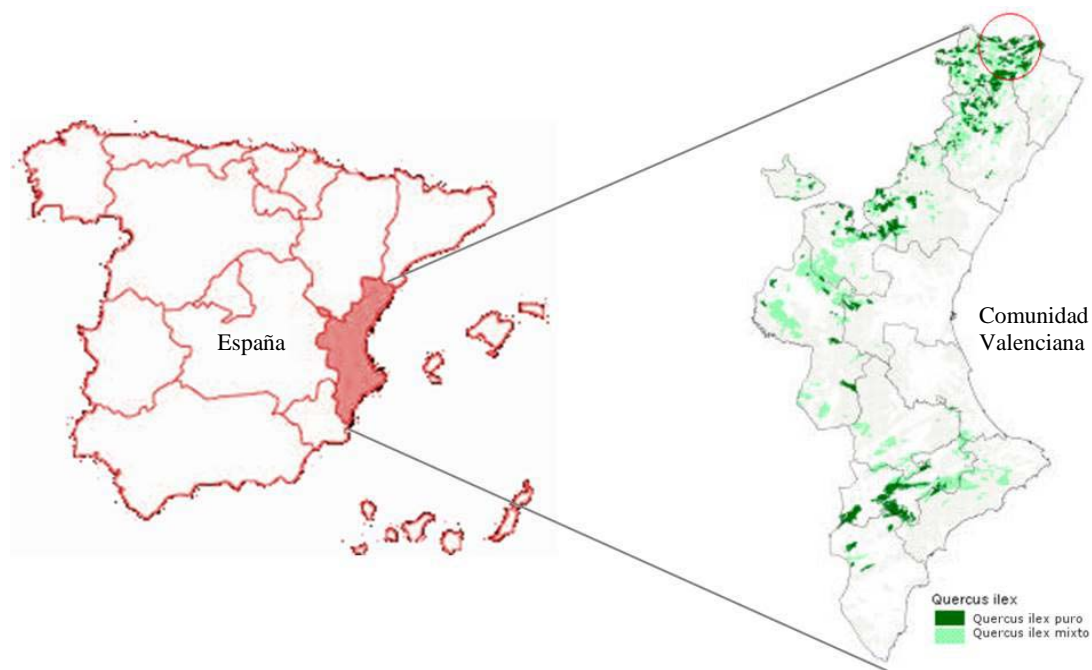 España
Comunidad
Valenciana
Quercus ilex
Quercus ilex puro
Quercus ilex mixto